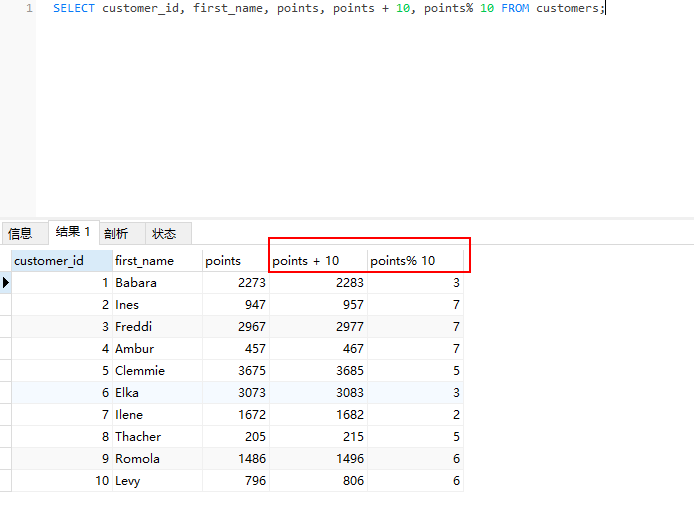 1 SELECT customer_id, first_name, points, points + 10, points% 10 FROM customers;
信息 结果 1 剖析 状态
customer_id first_name points points + 10 points% 10
1 Babara 2273 2283 3
2 Ines 947 957 7
3 Freddi 2967 2977 7
4 Ambur 457 467 7
5 Clemmie 3675 3685 5
6 Elka 3073 3083 3
7 Ilene 1672 1682 2
8 Thacher 205 215 5
9 Romola 1486 1496 6
10 Levy 796 806 6